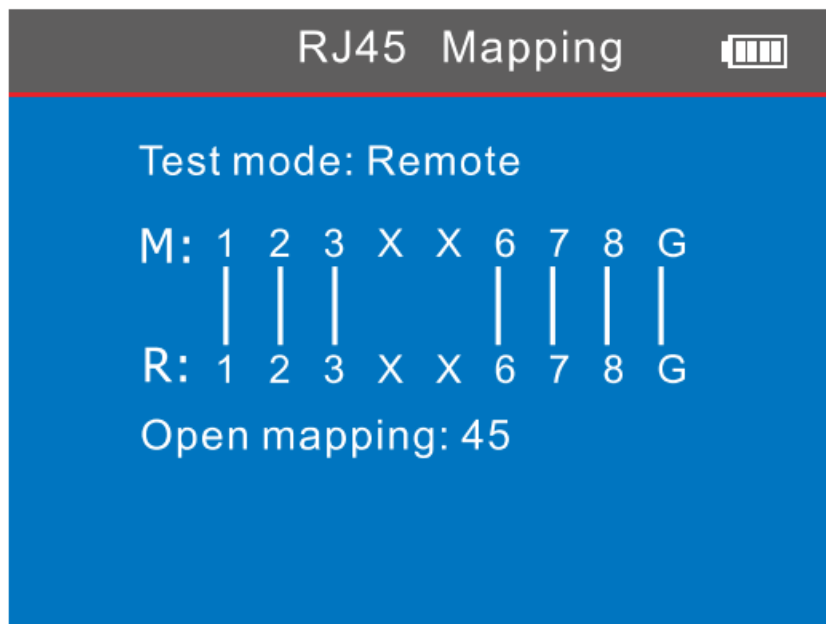 RJ45 Mapping
Test mode: Remote
M: 1 2 3 X X 6 7 8 G
R: 1 2 3 X X 6 7 8 G
Open mapping: 45